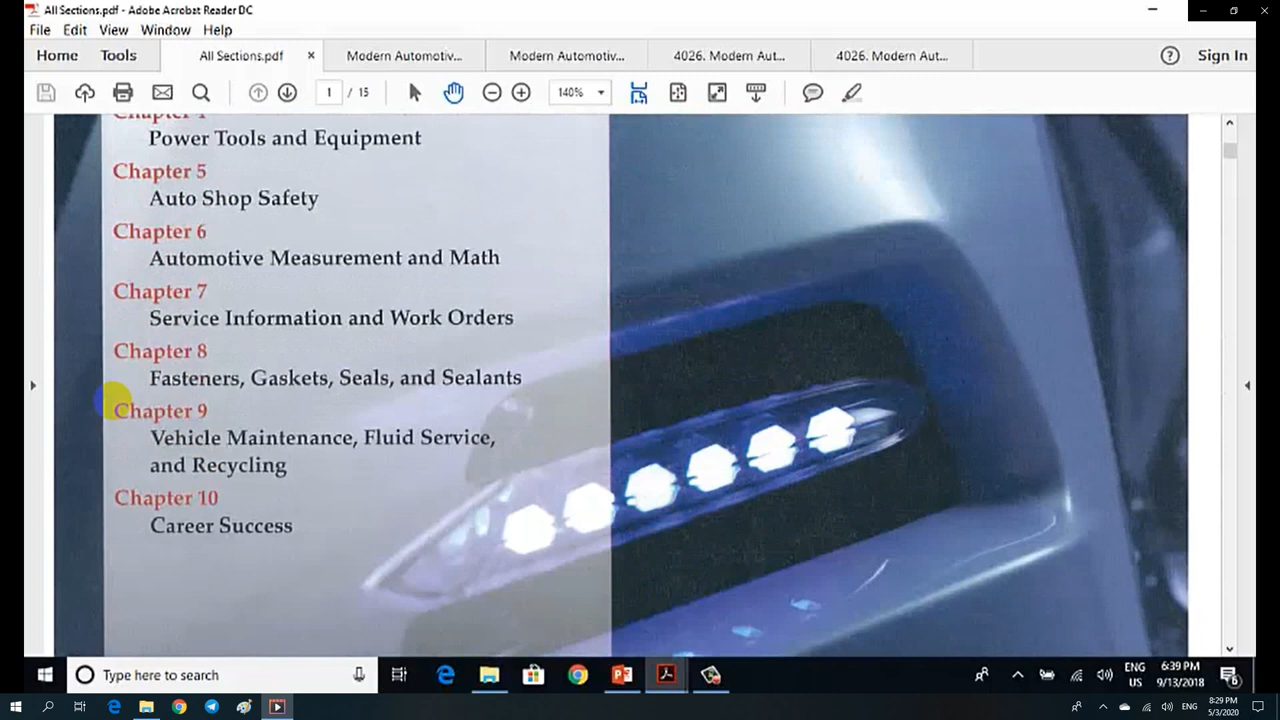 All Sections.pdf - Adobe Acrobat Reader DC
File Edit View Window Help
Home Tools All Sections.pdf × Modern Automotiv... Modern Automotiv... 4026. Modern Aut... 4026. Modern Aut... Sign In
1 / 15 140%
Power Tools and Equipment
Chapter 5
Auto Shop Safety
Chapter 6
Automotive Measurement and Math
Chapter 7
Service Information and Work Orders
Chapter 8
Fasteners, Gaskets, Seals, and Sealants
Chapter 9
Vehicle Maintenance, Fluid Service,
and Recycling
Chapter 10
Career Success
Type here to search
ENG
US
6:39 PM
9/13/2018
8:29 PM
5/3/2020